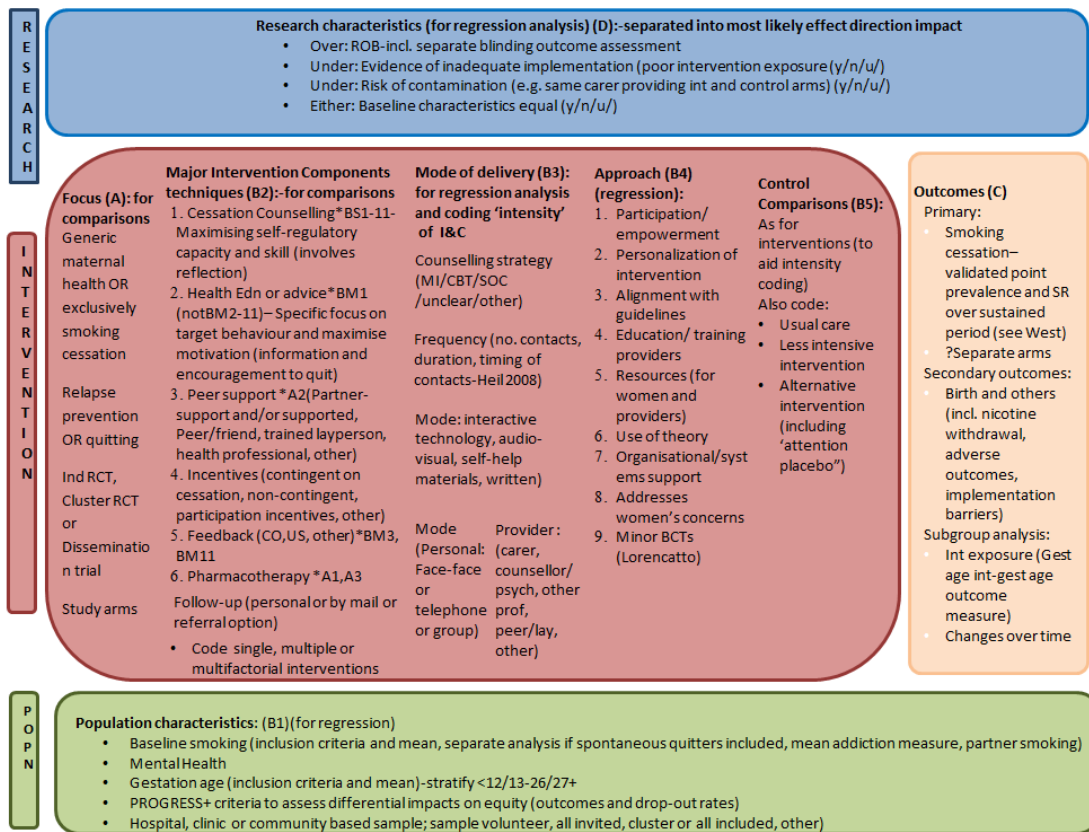 RESEARCH
Research characteristics (for regression analysis) (D):-separated into most likely effect direction impact
• Over: ROB-incl. separate blinding outcome assessment
• Under: Evidence of inadequate implementation (poor intervention exposure (y/n/u/)
• Under: Risk of contamination (e.g. same carer providing int and control arms) (y/n/u/)
• Either: Baseline characteristics equal (y/n/u/)
INTERVENTION
Focus (A): for
comparisons
Generic
maternal
health OR
exclusively
smoking
cessation
Relapse
prevention
OR quitting
Ind RCT,
Cluster RCT
or
Disseminatio
n trial
Study arms
Major Intervention Components
techniques (B2):-for comparisons
1. Cessation Counselling*BS1-11-
Maximising self-regulatory
capacity and skill (involves
reflection)
2. Health Edn or advice*BM1
(notBM2-11)– Specific focus on
target behaviour and maximise
motivation (information and
encouragement to quit)
3. Peer support *A2(Partner-
support and/or supported,
Peer/friend, trained layperson,
health professional, other)
4. Incentives (contingent on
cessation, non-contingent,
participation incentives, other)
5. Feedback (CO,US, other)*BM3,
BM11
6. Pharmacotherapy *A1,A3
Follow-up (personal or by mail or
referral option)
• Code single, multiple or
multifactorial interventions
Mode of delivery (B3):
for regression analysis
and coding ‘intensity’
of I&C
Counselling strategy
(MI/CBT/SOC
/unclear/other)
Frequency (no. contacts,
duration, timing of
contacts-Heil 2008)
Mode: interactive
technology, audio-
visual, self-help
materials, written)
Mode
(Personal:
Face-face
or
telephone
or group)
Provider :
(carer,
counsellor/
psych, other
prof,
peer/lay,
other)
Approach (B4)
(regression):
1. Participation/
empowerment
2. Personalization of
intervention
3. Alignment with
guidelines
4. Education/ training
providers
5. Resources (for
women and
providers)
6. Use of theory
7. Organisational/syst
ems support
8. Addresses
women’s concerns
9. Minor BCTs
(Lorencatto)
Control
Comparisons (B5):
As for
interventions (to
aid intensity
coding)
Also code:
• Usual care
• Less intensive
intervention
• Alternative
intervention
(including
‘attention
placebo”)
Outcomes (C)
Primary:
• Smoking
cessation–
validated point
prevalence and SR
over sustained
period (see West)
• ?Separate arms
Secondary outcomes:
• Birth and others
(incl. nicotine
withdrawal,
adverse
outcomes,
implementation
barriers)
Subgroup analysis:
• Int exposure (Gest
age int-gest age
outcome
measure)
• Changes over time
POPN
Population characteristics: (B1)(for regression)
• Baseline smoking (inclusion criteria and mean, separate analysis if spontaneous quitters included, mean addiction measure, partner smoking)
• Mental Health
• Gestation age (inclusion criteria and mean)-stratify <12/13-26/27+
• PROGRESS+ criteria to assess differential impacts on equity (outcomes and drop-out rates)
• Hospital, clinic or community based sample; sample volunteer, all invited, cluster or all included, other)